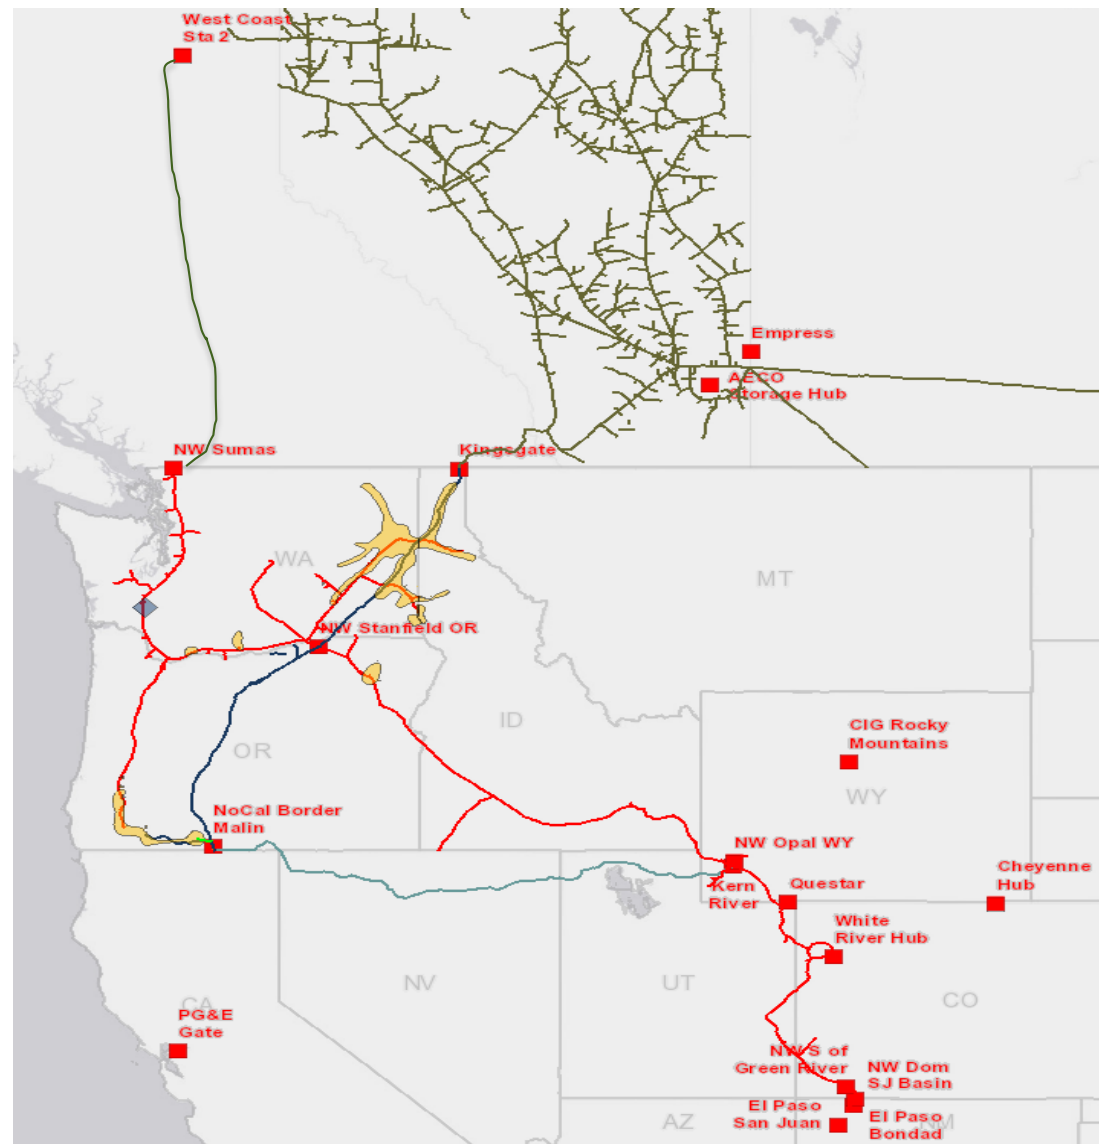 West Coast
Sta 2
Empress
AECO
Storage Hub
NW Sumas
Kingsgate
WA
MT
NW Stanfield OR
ID
OR
CIG Rocky
Mountains
WY
NoCal Border
Malin
NW Opal WY
Kern
River
Questar
Cheyenne
Hub
White
River Hub
NV
UT
CO
CA
PG&E
Gate
NW S of
Green River
NW Dom
SJ Basin
El Paso
San Juan
El Paso
Bondad
AZ
NM